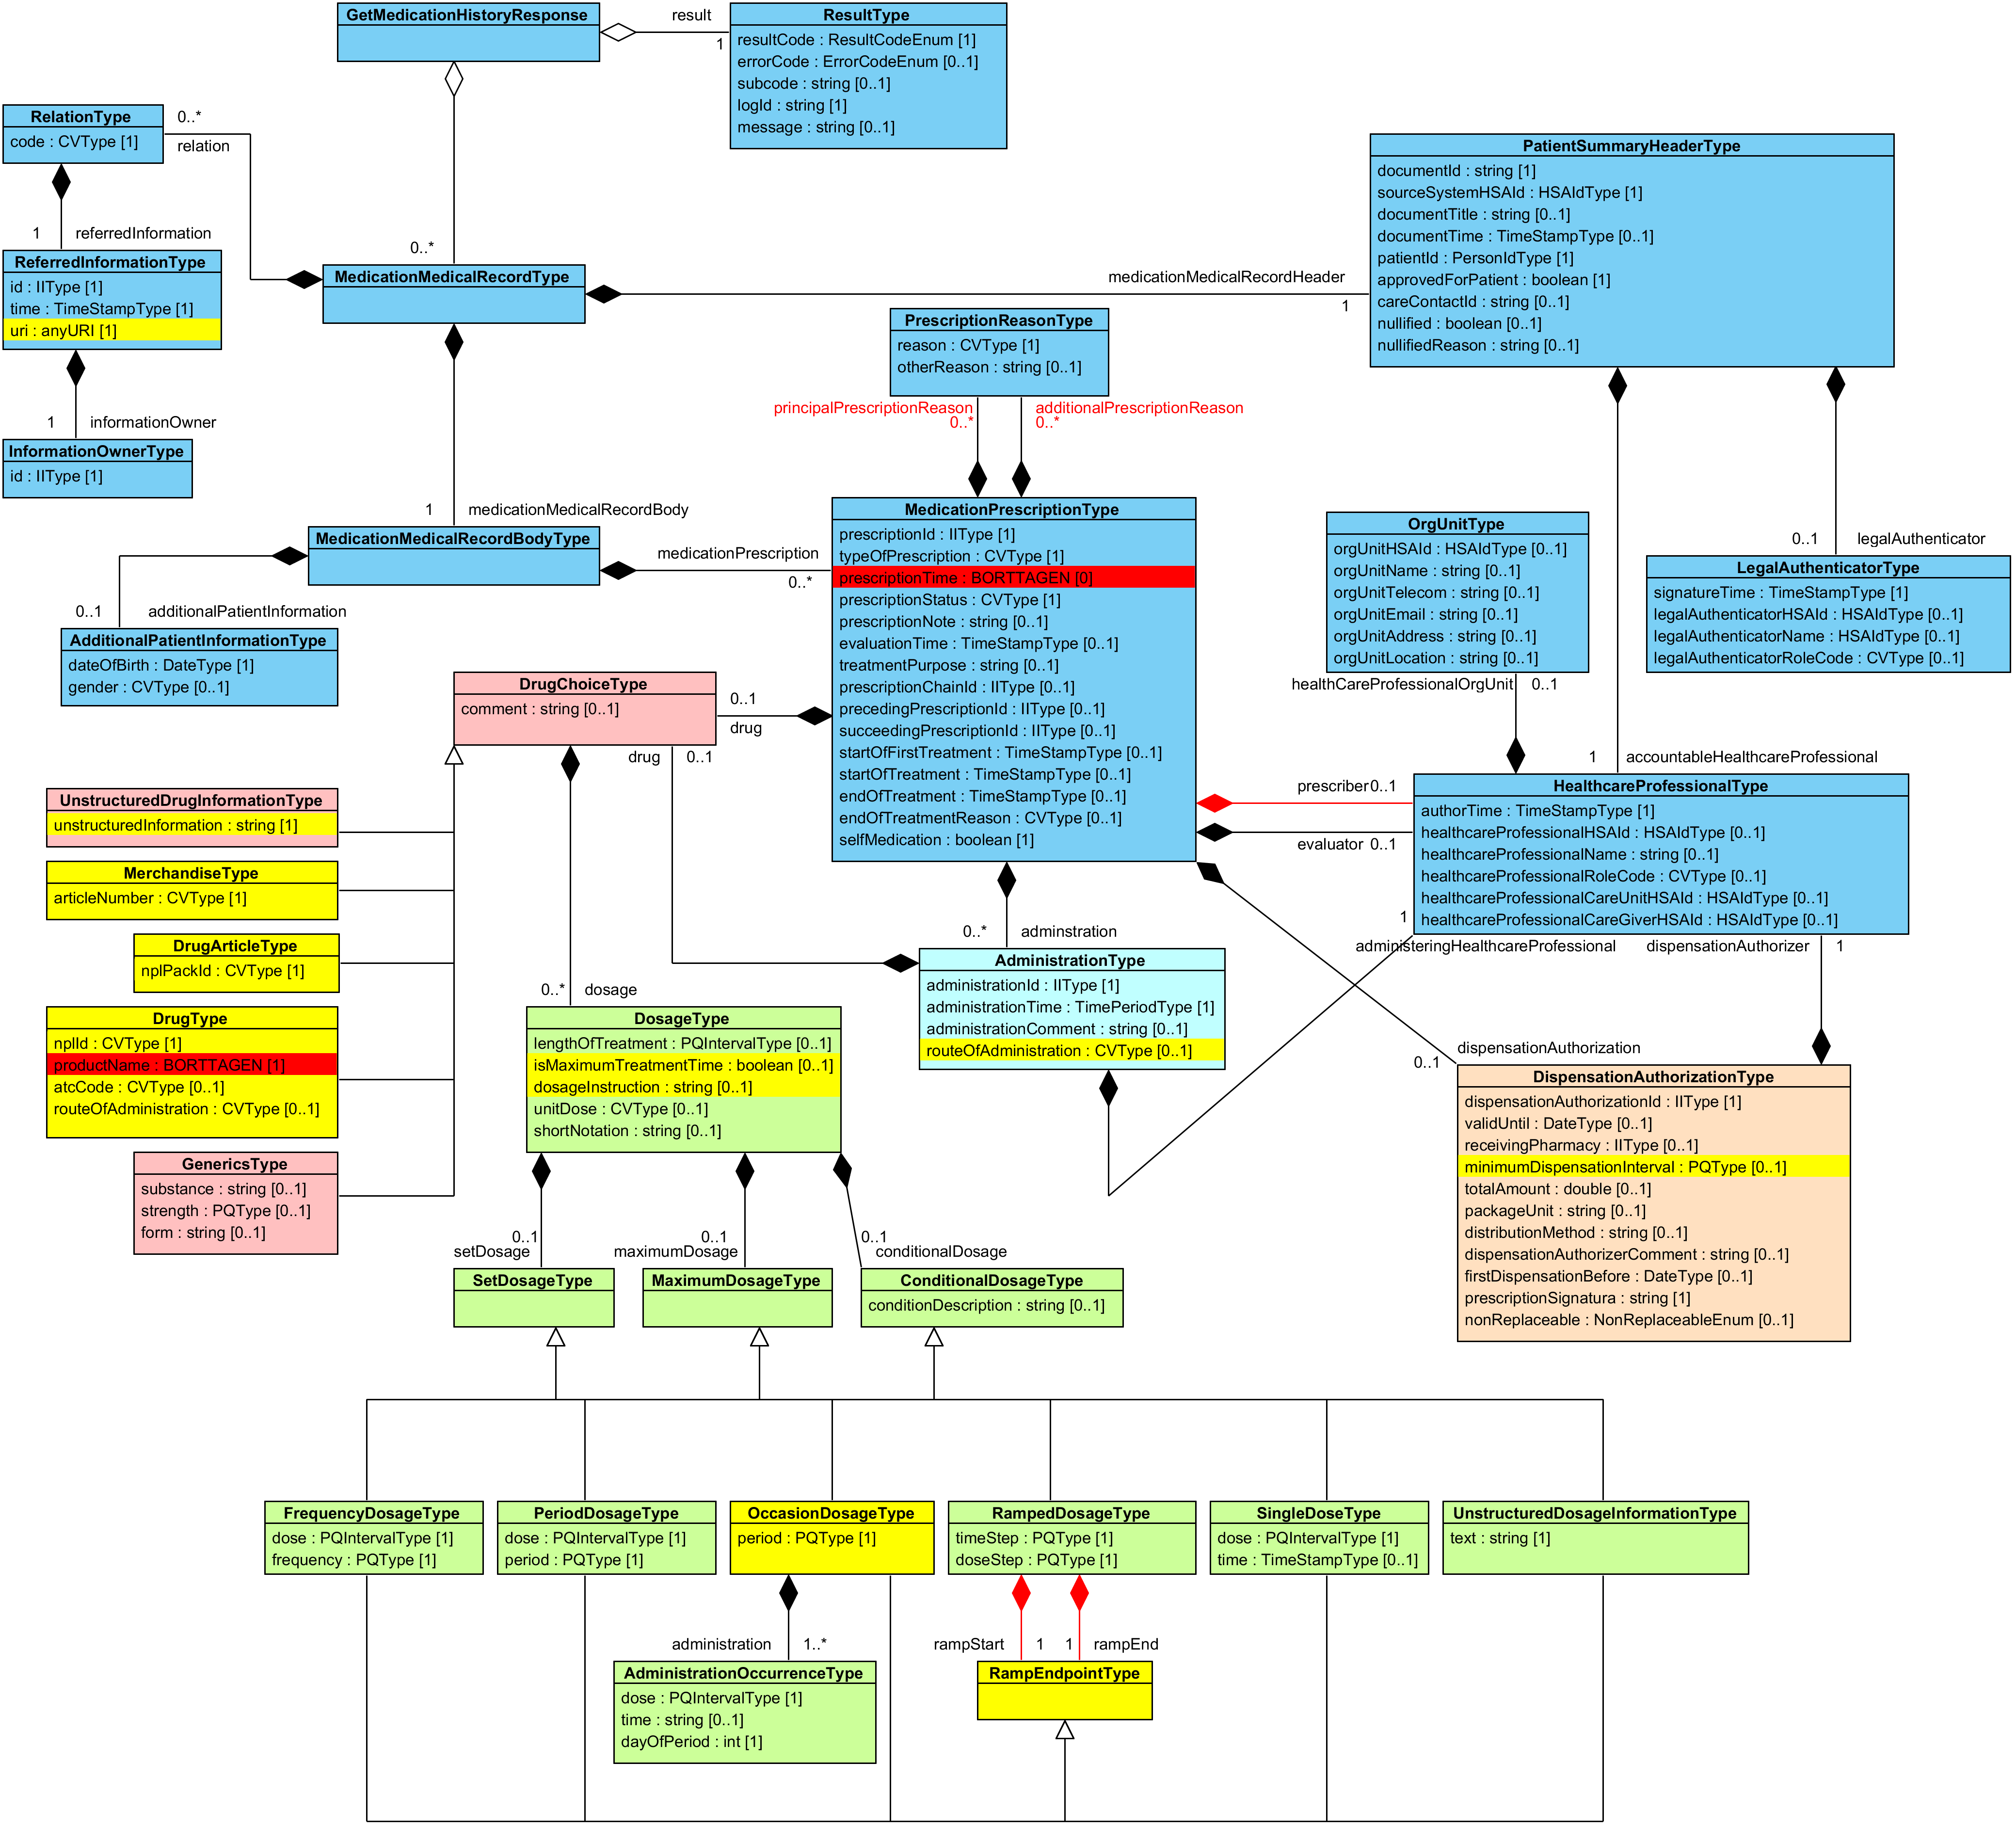 GetMedicationHistoryResponse
result
1
ResultType
resultCode : ResultCodeEnum [1]
errorCode : ErrorCodeEnum [0..1]
subcode : string [0..1]
logId : string [1]
message : string [0..1]
RelationType
code : CVType [1]
0..*
relation
1
referredInformation
ReferredInformationType
id : IIType [1]
time : TimeStampType [1]
uri : anyURI [1]
1
informationOwner
InformationOwnerType
id : IIType [1]
0..*
MedicationMedicalRecordType
medicationMedicalRecordHeader
1
PatientSummaryHeaderType
documentId : string [1]
sourceSystemHSAId : HSAIdType [1]
documentTitle : string [0..1]
documentTime : TimeStampType [0..1]
patientId : PersonIdType [1]
approvedForPatient : boolean [1]
careContactId : string [0..1]
nullified : boolean [0..1]
nullifiedReason : string [0..1]
PrescriptionReasonType
reason : CVType [1]
otherReason : string [0..1]
principalPrescriptionReason
0..*
additionalPrescriptionReason
0..*
1
medicationMedicalRecordBody
MedicationMedicalRecordBodyType
medicationPrescription
0..*
0..1
additionalPatientInformation
AdditionalPatientInformationType
dateOfBirth : DateType [1]
gender : CVType [0..1]
MedicationPrescriptionType
prescriptionId : IIType [1]
typeOfPrescription : CVType [1]
prescriptionTime : BORTTAGEN [0]
prescriptionStatus : CVType [1]
prescriptionNote : string [0..1]
evaluationTime : TimeStampType [0..1]
treatmentPurpose : string [0..1]
prescriptionChainId : IIType [0..1]
precedingPrescriptionId : IIType [0..1]
succeedingPrescriptionId : IIType [0..1]
startOfFirstTreatment : TimeStampType [0..1]
startOfTreatment : TimeStampType [0..1]
endOfTreatment : TimeStampType [0..1]
endOfTreatmentReason : CVType [0..1]
selfMedication : boolean [1]
OrgUnitType
orgUnitHSAId : HSAIdType [0..1]
orgUnitName : string [0..1]
orgUnitTelecom : string [0..1]
orgUnitEmail : string [0..1]
orgUnitAddress : string [0..1]
orgUnitLocation : string [0..1]
healthCareProfessionalOrgUnit
0..1
0..1
legalAuthenticator
LegalAuthenticatorType
signatureTime : TimeStampType [1]
legalAuthenticatorHSAId : HSAIdType [0..1]
legalAuthenticatorName : HSAIdType [0..1]
legalAuthenticatorRoleCode : CVType [0..1]
DrugChoiceType
comment : string [0..1]
0..1
drug
drug
0..1
UnstructuredDrugInformationType
unstructuredInformation : string [1]
MerchandiseType
articleNumber : CVType [1]
DrugArticleType
nplPackId : CVType [1]
DrugType
nplId : CVType [1]
productName : BORTTAGEN [1]
atcCode : CVType [0..1]
routeOfAdministration : CVType [0..1]
GenericsType
substance : string [0..1]
strength : PQType [0..1]
form : string [0..1]
1
accountableHealthcareProfessional
prescriber0..1
evaluator 0..1
HealthcareProfessionalType
authorTime : TimeStampType [1]
healthcareProfessionalHSAId : HSAIdType [0..1]
healthcareProfessionalName : string [0..1]
healthcareProfessionalRoleCode : CVType [0..1]
healthcareProfessionalCareUnitHSAId : HSAIdType [0..1]
healthcareProfessionalCareGiverHSAId : HSAIdType [0..1]
1
administeringHealthcareProfessional
dispensationAuthorizer
1
0..*
adminstration
AdministrationType
administrationId : IIType [1]
administrationTime : TimePeriodType [1]
administrationComment : string [0..1]
routeOfAdministration : CVType [0..1]
0..*
dosage
DosageType
lengthOfTreatment : PQIntervalType [0..1]
isMaximumTreatmentTime : boolean [0..1]
dosageInstruction : string [0..1]
unitDose : CVType [0..1]
shortNotation : string [0..1]
dispensationAuthorization
0..1
DispensationAuthorizationType
dispensationAuthorizationId : IIType [1]
validUntil : DateType [0..1]
receivingPharmacy : IIType [0..1]
minimumDispensationInterval : PQType [0..1]
totalAmount : double [0..1]
packageUnit : string [0..1]
distributionMethod : string [0..1]
dispensationAuthorizerComment : string [0..1]
firstDispensationBefore : DateType [0..1]
prescriptionSignatura : string [1]
nonReplaceable : NonReplaceableEnum [0..1]
0..1
setDosage
0..1
maximumDosage
0..1
conditionalDosage
SetDosageType
MaximumDosageType
ConditionalDosageType
conditionDescription : string [0..1]
FrequencyDosageType
dose : PQIntervalType [1]
frequency : PQType [1]
PeriodDosageType
dose : PQIntervalType [1]
period : PQType [1]
OccasionDosageType
period : PQType [1]
RampedDosageType
timeStep : PQType [1]
doseStep : PQType [1]
SingleDoseType
dose : PQIntervalType [1]
time : TimeStampType [0..1]
UnstructuredDosageInformationType
text : string [1]
administration
1..*
rampStart
1
1
rampEnd
AdministrationOccurrenceType
dose : PQIntervalType [1]
time : string [0..1]
dayOfPeriod : int [1]
RampEndpointType